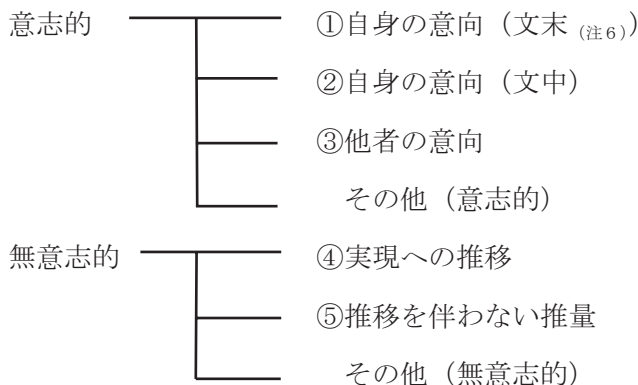 意志的 ①自身の意向（文末（注６））
②自身の意向（文中）
③他者の意向
その他（意志的）
無意志的 ④実現への推移
⑤推移を伴わない推量
その他（無意志的）